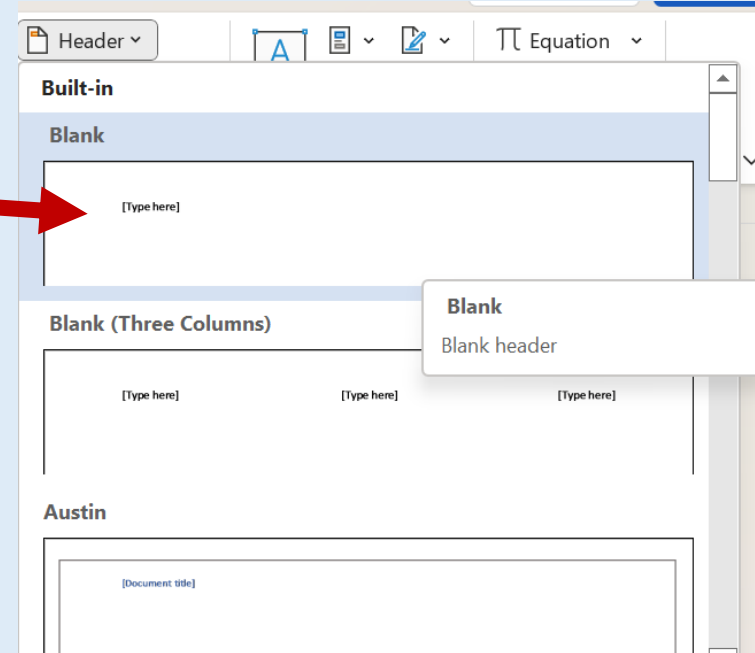 Header
A
π Equation
Built-in
Blank
[Type here]
Blank
Blank header
Blank (Three Columns)
[Type here] [Type here] [Type here]
Austin
[Document title]